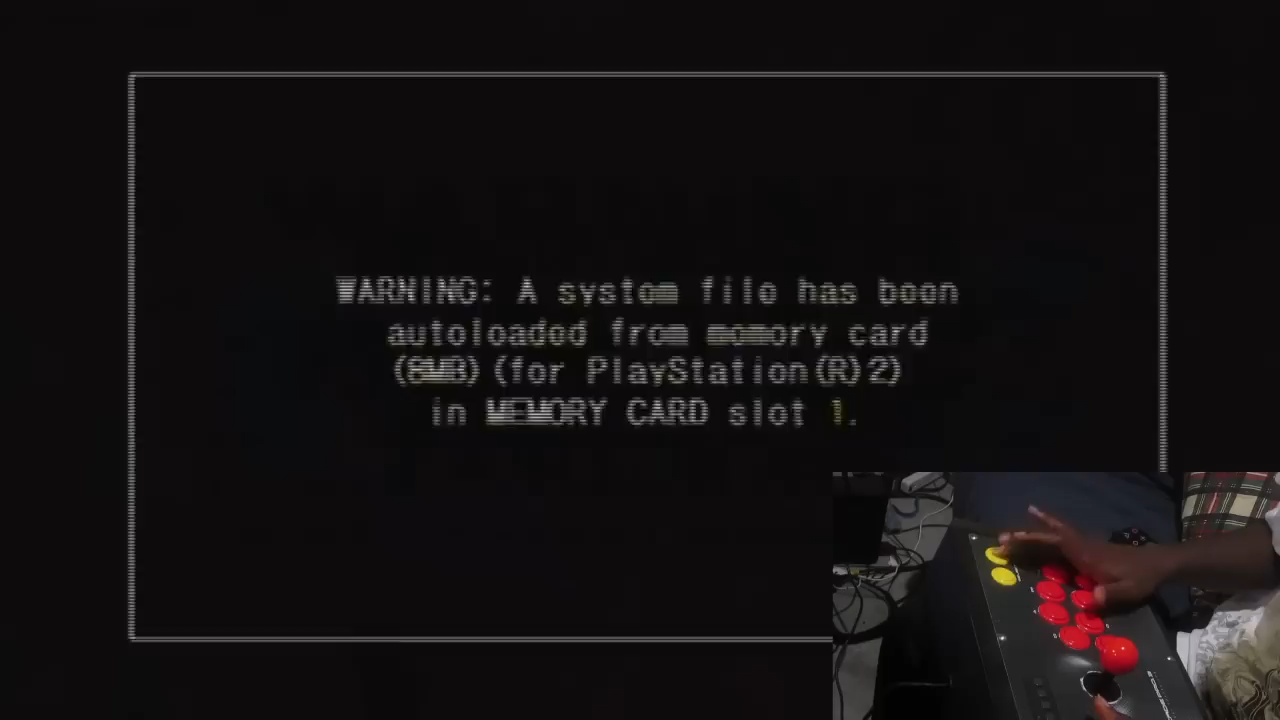 WARNING: A system file has been
autoloaded from memory card
(8MB)(for PlayStation(R)2)
in MEMORY CARD slot 1.